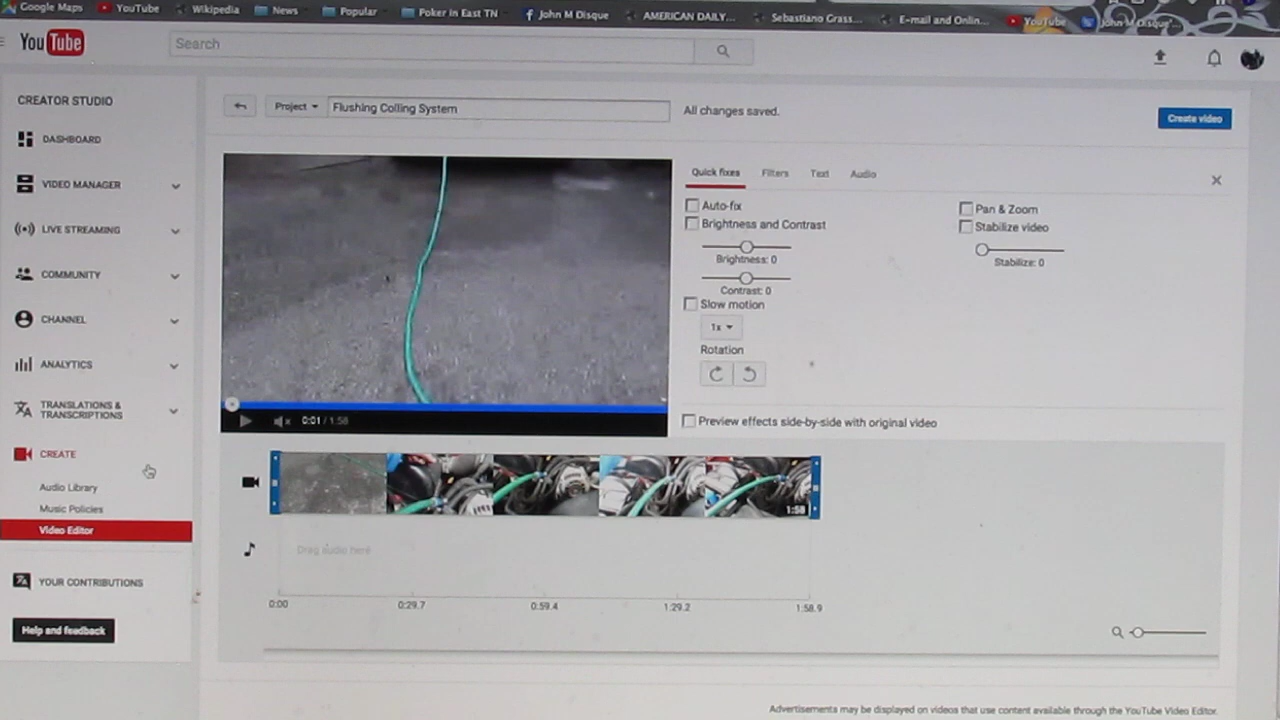 Google Maps YouTube Wikipedia News Popular Poker in East TN John M Disque AMERICAN DAILY... Sebastiano Grass... E-mail and Onlin... YouTube John M Disque'...
YouTube
Search
CREATOR STUDIO
DASHBOARD
VIDEO MANAGER
LIVE STREAMING
COMMUNITY
CHANNEL
ANALYTICS
TRANSLATIONS &
TRANSCRIPTIONS
CREATE
Audio Library
Music Policies
Video Editor
YOUR CONTRIBUTIONS
Help and feedback
Project Flushing Colling System All changes saved. Create video
Quick fixes Filters Text Audio
Auto-fix
Brightness and Contrast
Brightness: 0
Contrast: 0
Slow motion
1x
Rotation
Pan & Zoom
Stabilize video
Stabilize: 0
Preview effects side-by-side with original video
0:01 / 1:58
1:58
Drag audio here
0:00 0:29.7 0:59.4 1:29.2 1:58.9
Advertisements may be displayed on videos that use content available through the YouTube Video Editor.